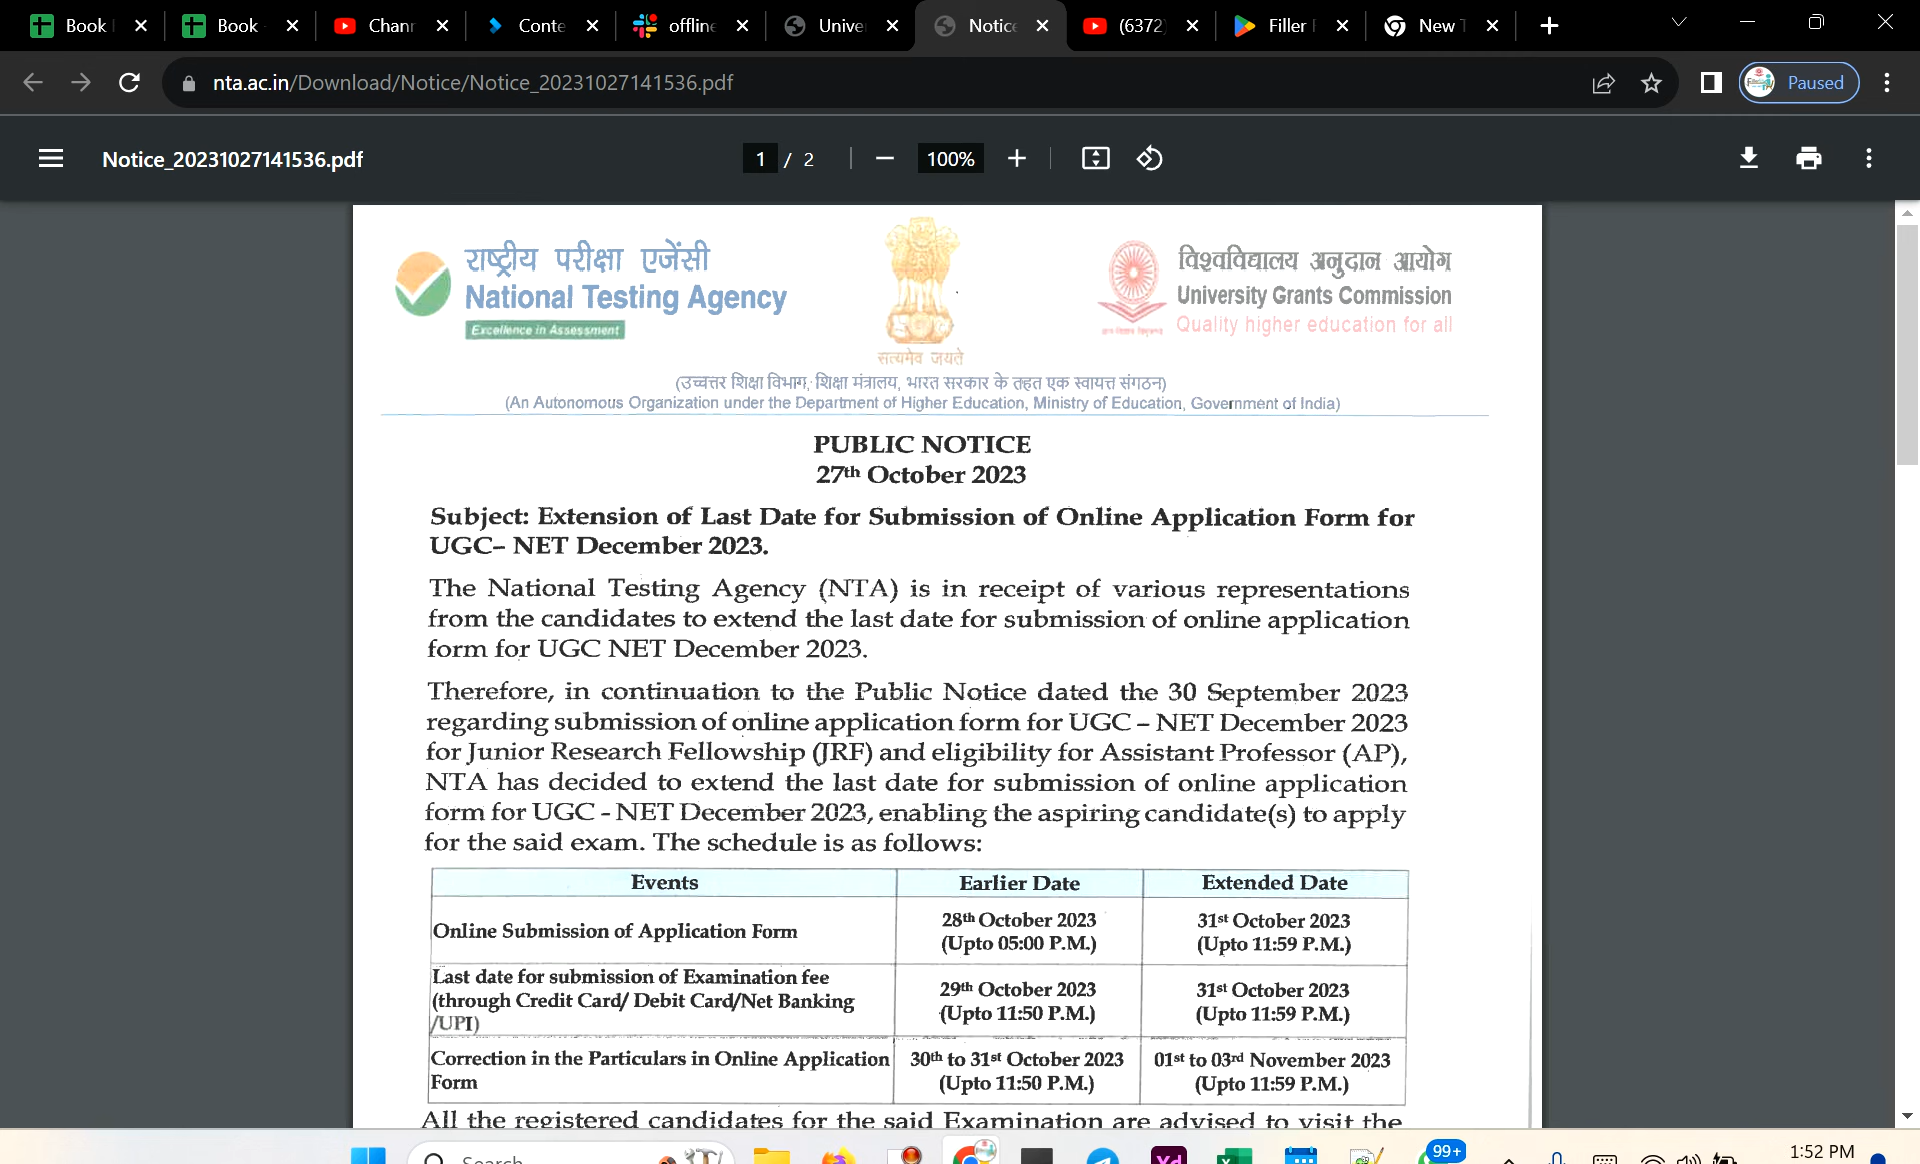 Book
Book
Chanr
Conte
offline
Unive
Notice
(6372)
Filler
New T
nta.ac.in/Download/Notice/Notice_20231027141536.pdf
Paused
Notice_20231027141536.pdf
1 / 2
100%
राष्ट्रीय परीक्षा एजेंसी
National Testing Agency
Excellence in Assessment
सत्यमेव जयते
विश्वविद्यालय अनुदान आयोग
University Grants Commission
Quality higher education for all
(उच्चत्तर शिक्षा विभाग, शिक्षा मंत्रालय, भारत सरकार के तहत एक स्वायत्त संगठन)
(An Autonomous Organization under the Department of Higher Education, Ministry of Education, Government of India)
PUBLIC NOTICE
27th October 2023
Subject: Extension of Last Date for Submission of Online Application Form for
UGC– NET December 2023.
The National Testing Agency (NTA) is in receipt of various representations
from the candidates to extend the last date for submission of online application
form for UGC NET December 2023.
Therefore, in continuation to the Public Notice dated the 30 September 2023
regarding submission of online application form for UGC – NET December 2023
for Junior Research Fellowship (JRF) and eligibility for Assistant Professor (AP),
NTA has decided to extend the last date for submission of online application
form for UGC - NET December 2023, enabling the aspiring candidate(s) to apply
for the said exam. The schedule is as follows:
Events Earlier Date Extended Date
Online Submission of Application Form
28th October 2023
(Upto 05:00 P.M.)
31st October 2023
(Upto 11:59 P.M.)
Last date for submission of Examination fee
(through Credit Card/ Debit Card/Net Banking
/UPI)
29th October 2023
(Upto 11:50 P.M.)
31st October 2023
(Upto 11:59 P.M.)
Correction in the Particulars in Online Application
Form
30th to 31st October 2023
(Upto 11:50 P.M.)
01st to 03rd November 2023
(Upto 11:59 P.M.)
All the registered candidates for the said Examination are advised to visit the
Search
Xd
99+
1:52 PM